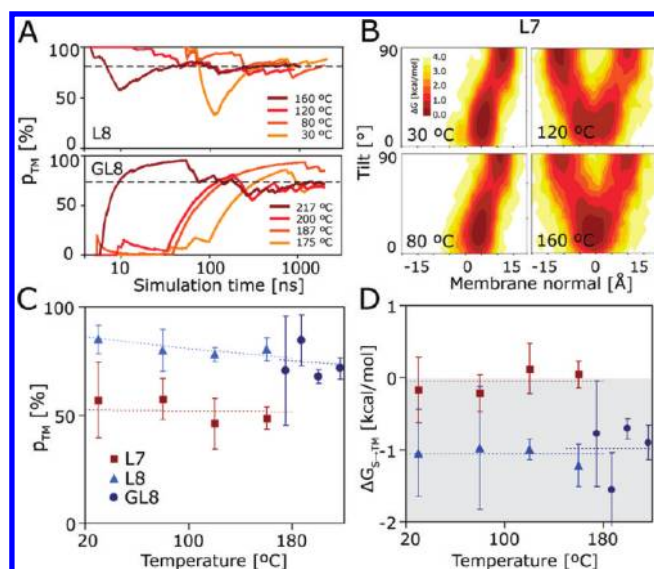 A
B
L7
100
50
0
p_TM [%]
L8
160 ºC
120 ºC
80 ºC
30 ºC
100
50
0
GL8
217 ºC
200 ºC
187 ºC
175 ºC
10
100
1000
Simulation time [ns]
Tilt [°]
90
0
90
0
ΔG [kcal/mol]
4.0
3.0
2.0
1.0
0.0
30 ºC
120 ºC
80 ºC
160 ºC
-15
0
15
-15
0
15
Membrane normal [Å]
C
D
p_TM [%]
100
50
0
L7
L8
GL8
20
100
180
Temperature [ºC]
ΔG_S→TM [kcal/mol]
1
0
-1
-2
20
100
180
Temperature [ºC]